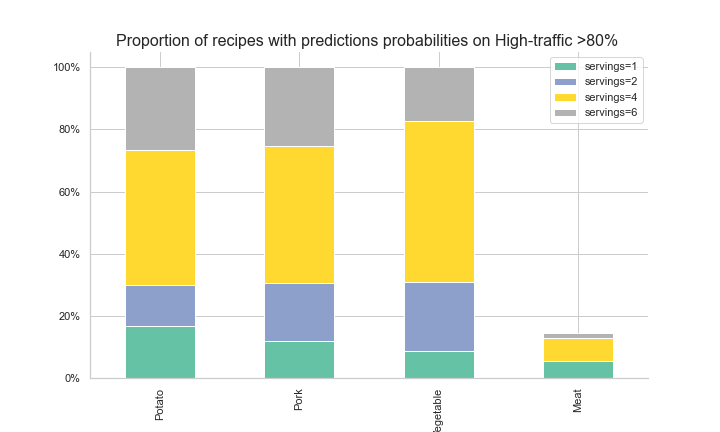 Proportion of recipes with predictions probabilities on High-traffic >80%
servings=1
servings=2
servings=4
servings=6
100%
80%
60%
40%
20%
0%
Potato
Pork
Vegetable
Meat